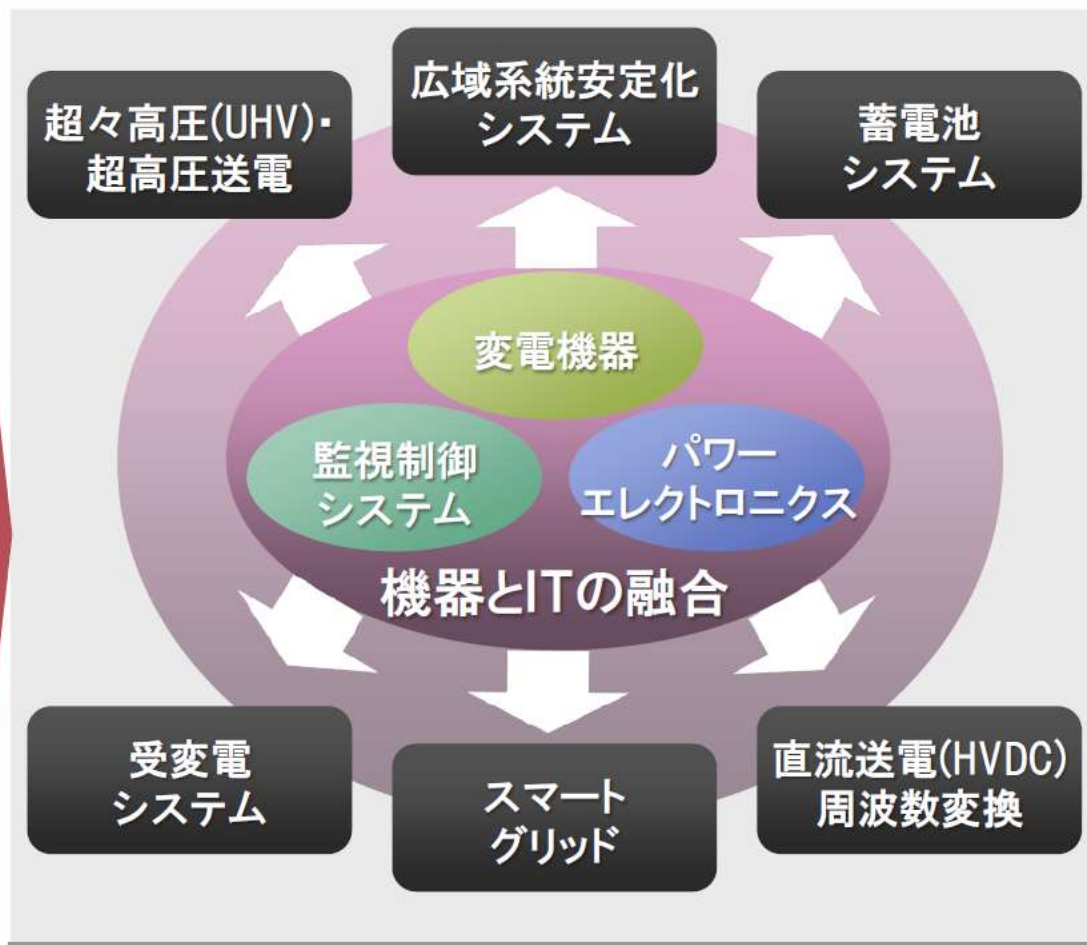 超々高圧(UHV)・
超高圧送電
広域系統安定化
システム
蓄電池
システム
変電機器
監視制御
システム
パワー
エレクトロニクス
機器とITの融合
受変電
システム
スマート
グリッド
直流送電(HVDC)
周波数変換